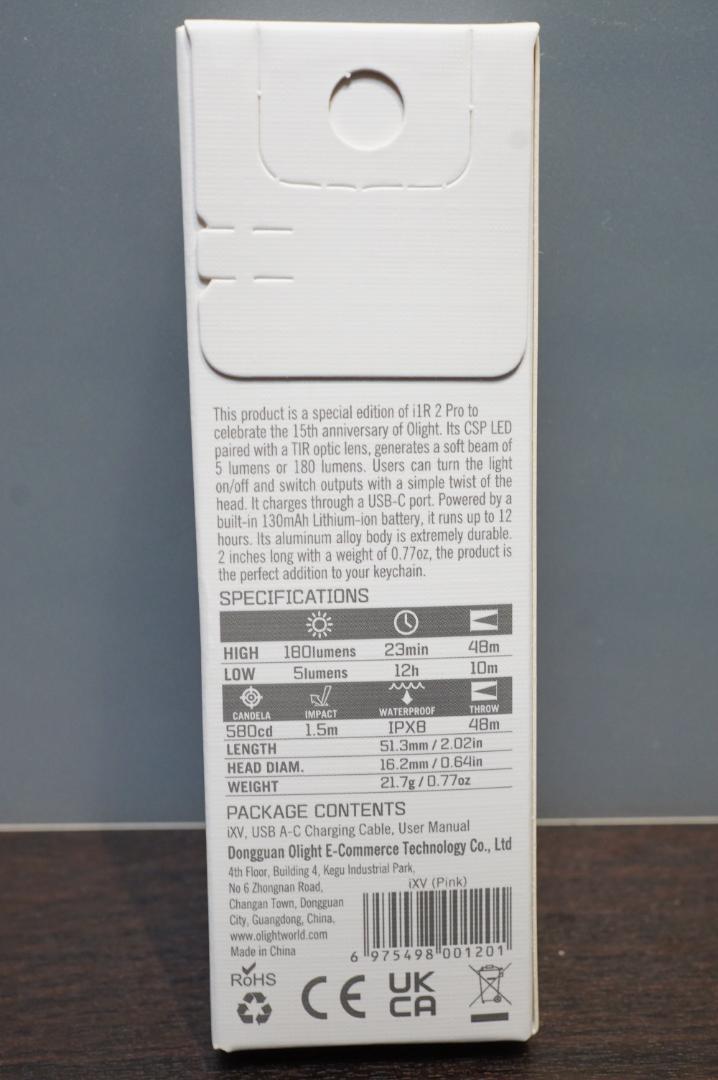 This product is a special edition of i1R 2 Pro to
celebrate the 15th anniversary of Olight. Its CSP LED
paired with a TIR optic lens, generates a soft beam of
5 lumens or 180 lumens. Users can turn the light
on/off and switch outputs with a simple twist of the
head. It charges through a USB-C port. Powered by a
built-in 130mAh Lithium-ion battery, it runs up to 12
hours. Its aluminum alloy body is extremely durable.
2 inches long with a weight of 0.77oz, the product is
the perfect addition to your keychain.
SPECIFICATIONS
HIGH 180lumens 23min 48m
LOW 5lumens 12h 10m
CANDELA IMPACT WATERPROOF THROW
580cd 1.5m IPX8 48m
LENGTH 51.3mm / 2.02in
HEAD DIAM. 16.2mm / 0.64in
WEIGHT 21.7g / 0.77oz
PACKAGE CONTENTS
iXV, USB A-C Charging Cable, User Manual
Dongguan Olight E-Commerce Technology Co., Ltd
4th Floor, Building 4, Kegu Industrial Park,
No 6 Zhongnan Road,
Changan Town, Dongguan
City, Guangdong, China.
www.olightworld.com
Made in China
iXV (Pink)
6 975498 001201
RoHS
CE
UK
CA